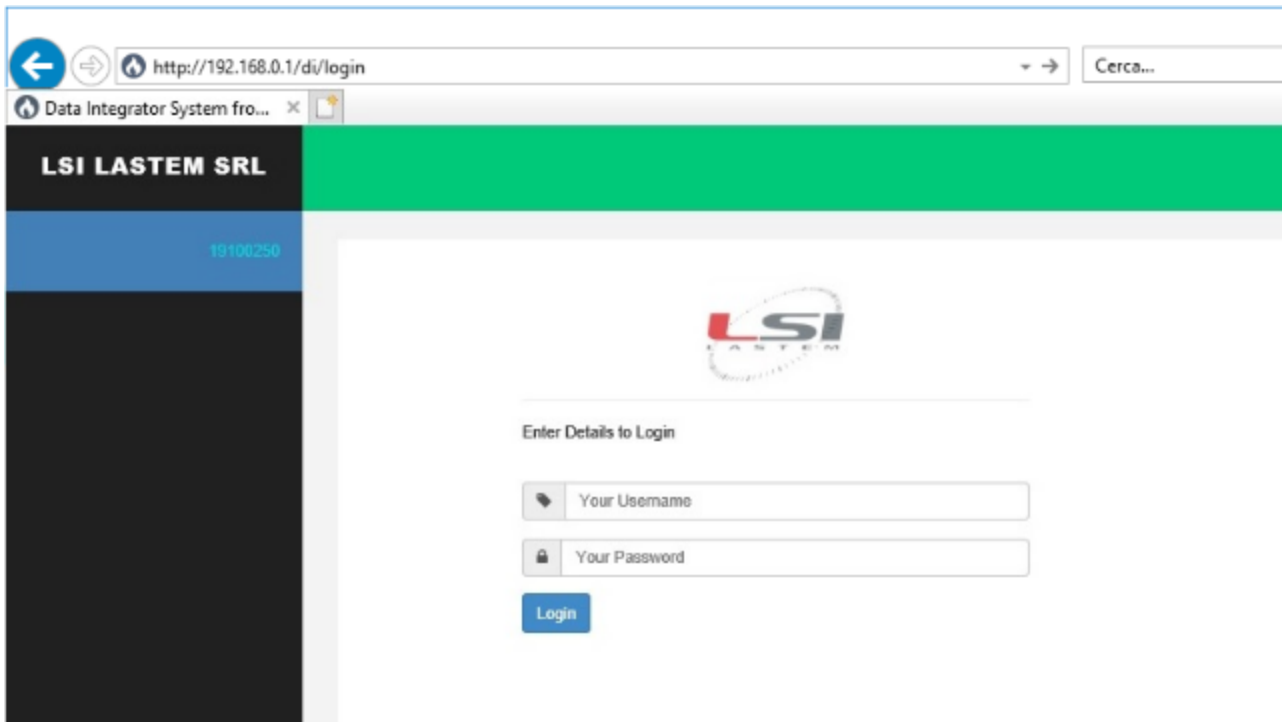 http://192.168.0.1/di/login
Cerca...
Data Integrator System fro...
LSI LASTEM SRL
19100250
LSI
LASTEM
Enter Details to Login
Your Username
Your Password
Login